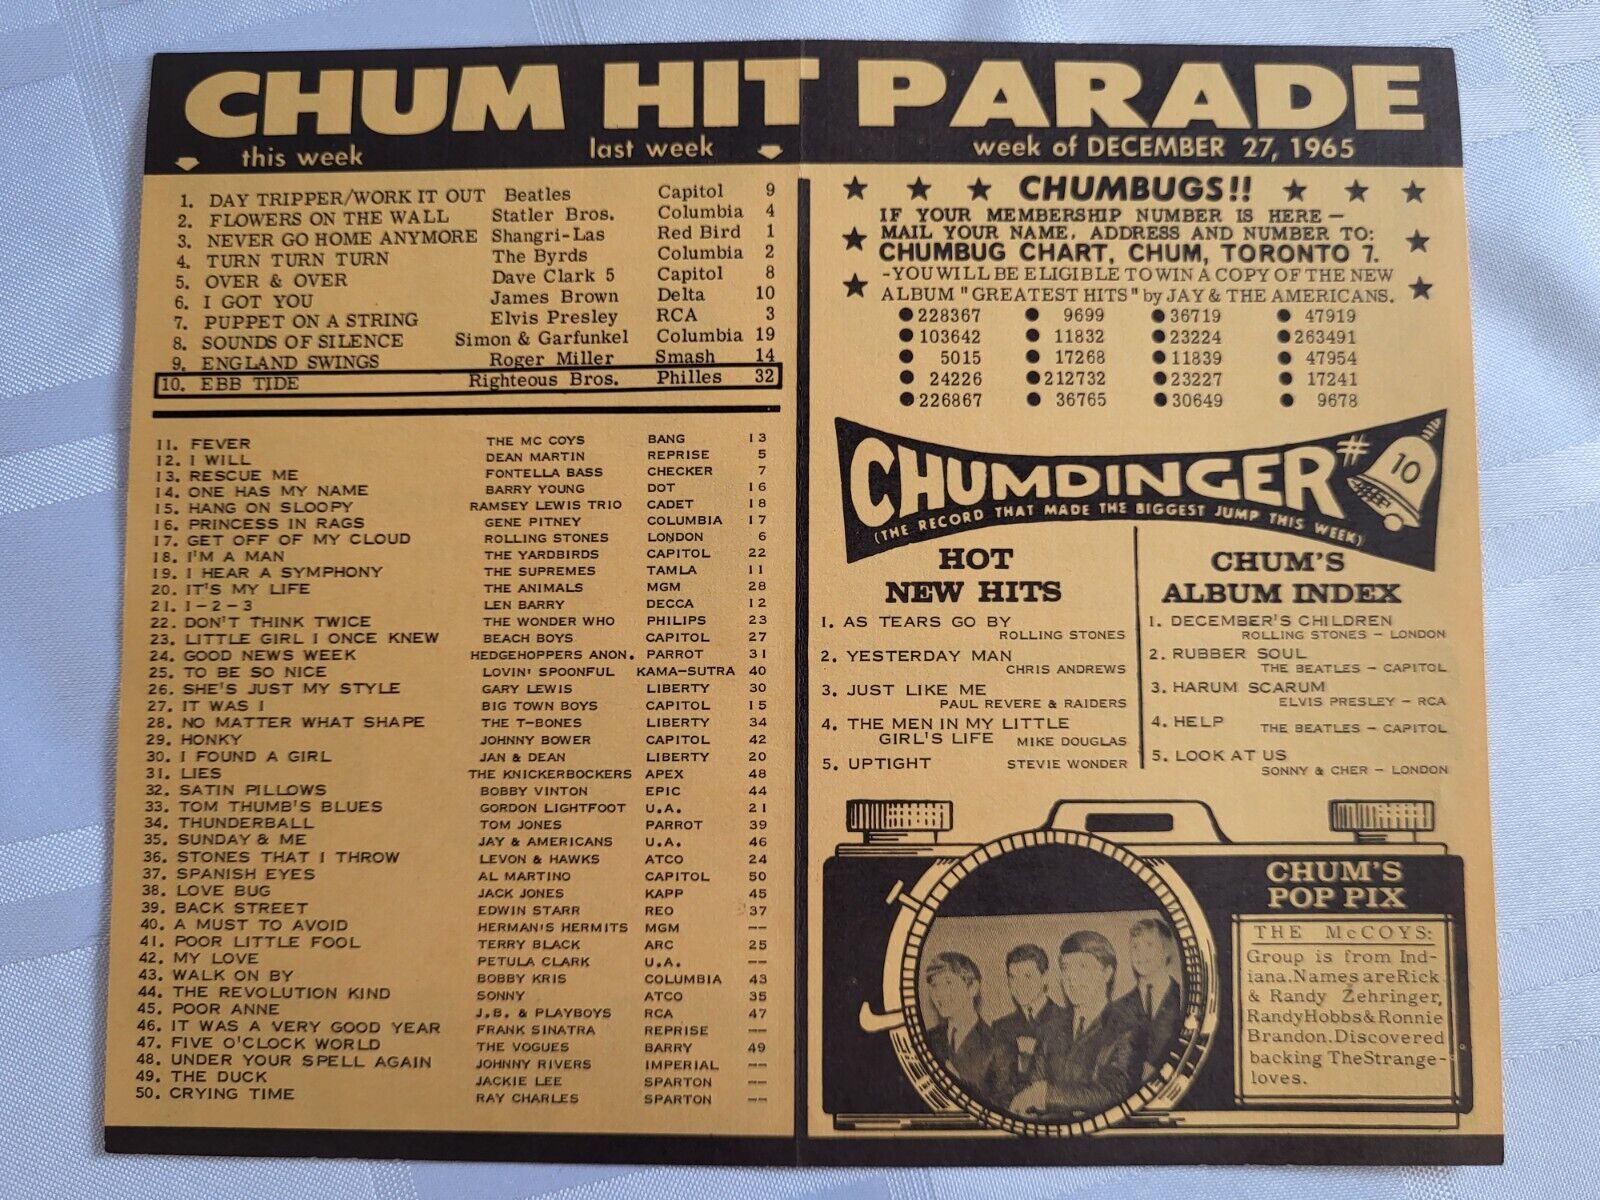 CHUM HIT PARADE
this week last week week of DECEMBER 27, 1965
1. DAY TRIPPER/WORK IT OUT Beatles Capitol 9
2. FLOWERS ON THE WALL Statler Bros. Columbia 4
3. NEVER GO HOME ANYMORE Shangri-Las Red Bird 1
4. TURN TURN TURN The Byrds Columbia 2
5. OVER & OVER Dave Clark 5 Capitol 8
6. I GOT YOU James Brown Delta 10
7. PUPPET ON A STRING Elvis Presley RCA 3
8. SOUNDS OF SILENCE Simon & Garfunkel Columbia 19
9. ENGLAND SWINGS Roger Miller Smash 14
10. EBB TIDE Righteous Bros. Philles 32
11. FEVER THE MC COYS BANG 13
12. I WILL DEAN MARTIN REPRISE 5
13. RESCUE ME FONTELLA BASS CHECKER 7
14. ONE HAS MY NAME BARRY YOUNG DOT 16
15. HANG ON SLOOPY RAMSEY LEWIS TRIO CADET 18
16. PRINCESS IN RAGS GENE PITNEY COLUMBIA 17
17. GET OFF OF MY CLOUD ROLLING STONES LONDON 6
18. I'M A MAN THE YARDBIRDS CAPITOL 22
19. I HEAR A SYMPHONY THE SUPREMES TAMLA 11
20. IT'S MY LIFE THE ANIMALS MGM 28
21. 1-2-3 LEN BARRY DECCA 12
22. DON'T THINK TWICE THE WONDER WHO PHILIPS 23
23. LITTLE GIRL I ONCE KNEW BEACH BOYS CAPITOL 27
24. GOOD NEWS WEEK HEDGEHOPPERS ANON. PARROT 31
25. TO BE SO NICE LOVIN' SPOONFUL KAMA-SUTRA 40
26. SHE'S JUST MY STYLE GARY LEWIS LIBERTY 30
27. IT WAS I BIG TOWN BOYS CAPITOL 15
28. NO MATTER WHAT SHAPE THE T-BONES LIBERTY 34
29. HONKY JOHNNY BOWER CAPITOL 42
30. I FOUND A GIRL JAN & DEAN LIBERTY 20
31. LIES THE KNICKERBOCKERS APEX 48
32. SATIN PILLOWS BOBBY VINTON EPIC 44
33. TOM THUMB'S BLUES GORDON LIGHTFOOT U.A. 21
34. THUNDERBALL TOM JONES PARROT 39
35. SUNDAY & ME JAY & AMERICANS U.A. 46
36. STONES THAT I THROW LEVON & HAWKS ATCO 24
37. SPANISH EYES AL MARTINO CAPITOL 50
38. LOVE BUG JACK JONES KAPP 45
39. BACK STREET EDWIN STARR REO 37
40. A MUST TO AVOID HERMAN'S HERMITS MGM --
41. POOR LITTLE FOOL TERRY BLACK ARC 25
42. MY LOVE PETULA CLARK U.A. --
43. WALK ON BY BOBBY KRIS COLUMBIA 43
44. THE REVOLUTION KIND SONNY ATCO 35
45. POOR ANNE J.B. & PLAYBOYS RCA 47
46. IT WAS A VERY GOOD YEAR FRANK SINATRA REPRISE --
47. FIVE O'CLOCK WORLD THE VOGUES BARRY 49
48. UNDER YOUR SPELL AGAIN JOHNNY RIVERS IMPERIAL --
49. THE DUCK JACKIE LEE SPARTON --
50. CRYING TIME RAY CHARLES SPARTON --
CHUMBUGS!!
IF YOUR MEMBERSHIP NUMBER IS HERE —
MAIL YOUR NAME, ADDRESS AND NUMBER TO:
CHUMBUG CHART, CHUM, TORONTO 7.
-YOU WILL BE ELIGIBLE TO WIN A COPY OF THE NEW
ALBUM "GREATEST HITS" by JAY & THE AMERICANS.
228367 9699 36719 47919
103642 11832 23224 263491
5015 17268 11839 47954
24226 212732 23227 17241
226867 36765 30649 9678
CHUMDINGER # 10
(THE RECORD THAT MADE THE BIGGEST JUMP THIS WEEK)
HOT
NEW HITS
1. AS TEARS GO BY
ROLLING STONES
2. YESTERDAY MAN
CHRIS ANDREWS
3. JUST LIKE ME
PAUL REVERE & RAIDERS
4. THE MEN IN MY LITTLE
GIRL'S LIFE MIKE DOUGLAS
5. UPTIGHT STEVIE WONDER
CHUM'S
ALBUM INDEX
1. DECEMBER'S CHILDREN
ROLLING STONES – LONDON
2. RUBBER SOUL
THE BEATLES – CAPITOL
3. HARUM SCARUM
ELVIS PRESLEY – RCA
4. HELP
THE BEATLES – CAPITOL
5. LOOK AT US
SONNY & CHER – LONDON
CHUM'S
POP PIX
THE McCOYS:
Group is from Ind-
iana. Names are Rick
& Randy Zehringer,
Randy Hobbs & Ronnie
Brandon. Discovered
backing The Strange-
loves.